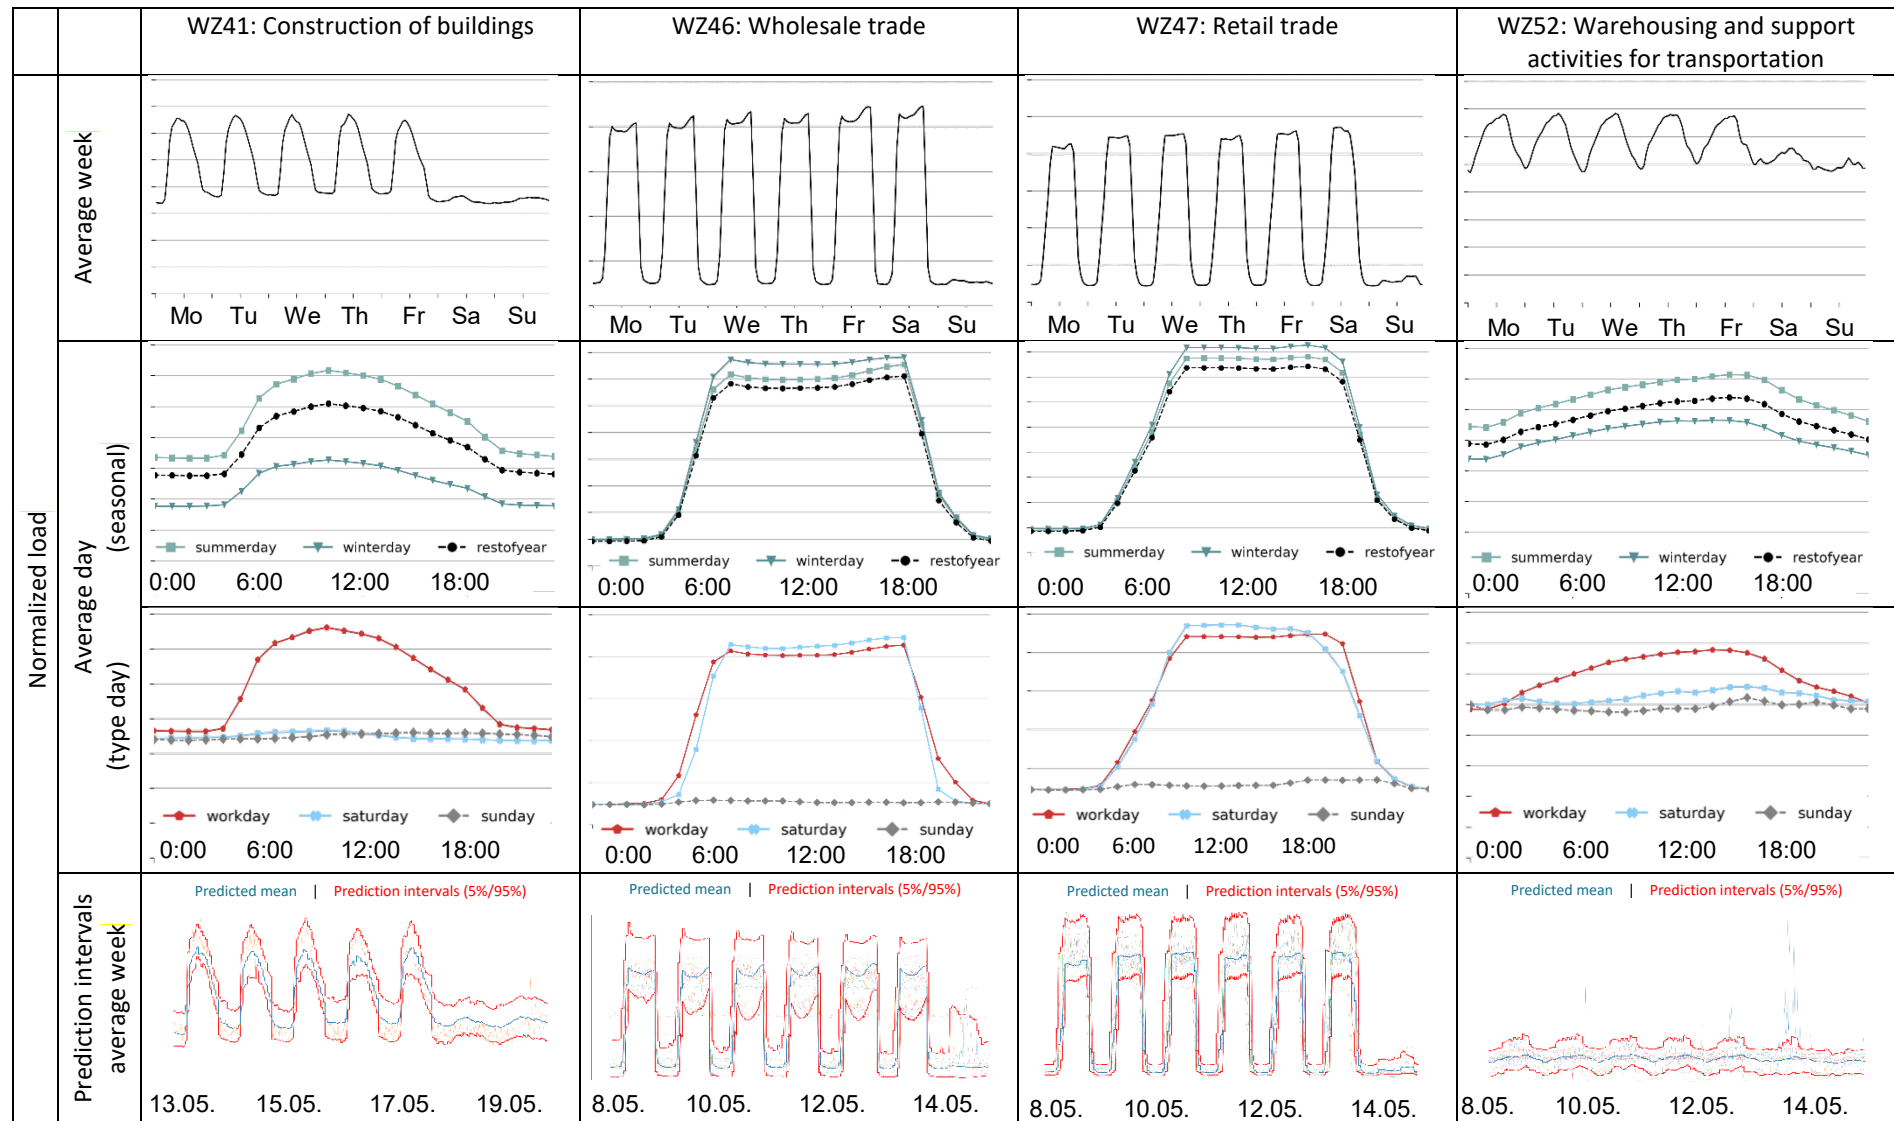 WZ41: Construction of buildings
WZ46: Wholesale trade
WZ47: Retail trade
WZ52: Warehousing and support
activities for transportation
Normalized load
Average week
Mo Tu We Th Fr Sa Su
Mo Tu We Th Fr Sa Su
Mo Tu We Th Fr Sa Su
Mo Tu We Th Fr Sa Su
Average day
(seasonal)
summerday winterday restofyear
0:00 6:00 12:00 18:00
summerday winterday restofyear
0:00 6:00 12:00 18:00
summerday winterday restofyear
0:00 6:00 12:00 18:00
summerday winterday restofyear
0:00 6:00 12:00 18:00
(type day)
workday saturday sunday
0:00 6:00 12:00 18:00
workday saturday sunday
0:00 6:00 12:00 18:00
workday saturday sunday
0:00 6:00 12:00 18:00
workday saturday sunday
0:00 6:00 12:00 18:00
Prediction intervals
average week
Predicted mean | Prediction intervals (5%/95%)
13.05. 15.05. 17.05. 19.05.
Predicted mean | Prediction intervals (5%/95%)
8.05. 10.05. 12.05. 14.05.
Predicted mean | Prediction intervals (5%/95%)
8.05. 10.05. 12.05. 14.05.
Predicted mean | Prediction intervals (5%/95%)
8.05. 10.05. 12.05. 14.05.